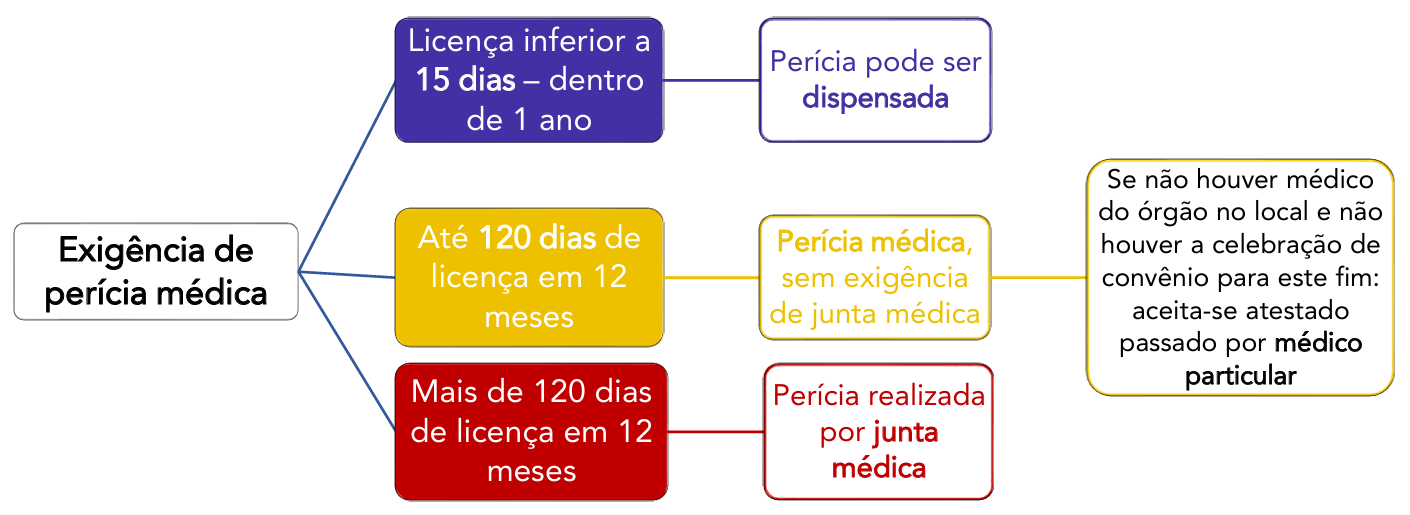 Exigência de
perícia médica
Licença inferior a
15 dias – dentro
de 1 ano
Perícia pode ser
dispensada
Até 120 dias de
licença em 12
meses
Perícia médica,
sem exigência
de junta médica
Se não houver médico
do órgão no local e não
houver a celebração de
convênio para este fim:
aceita-se atestado
passado por médico
particular
Mais de 120 dias
de licença em 12
meses
Perícia realizada
por junta
médica